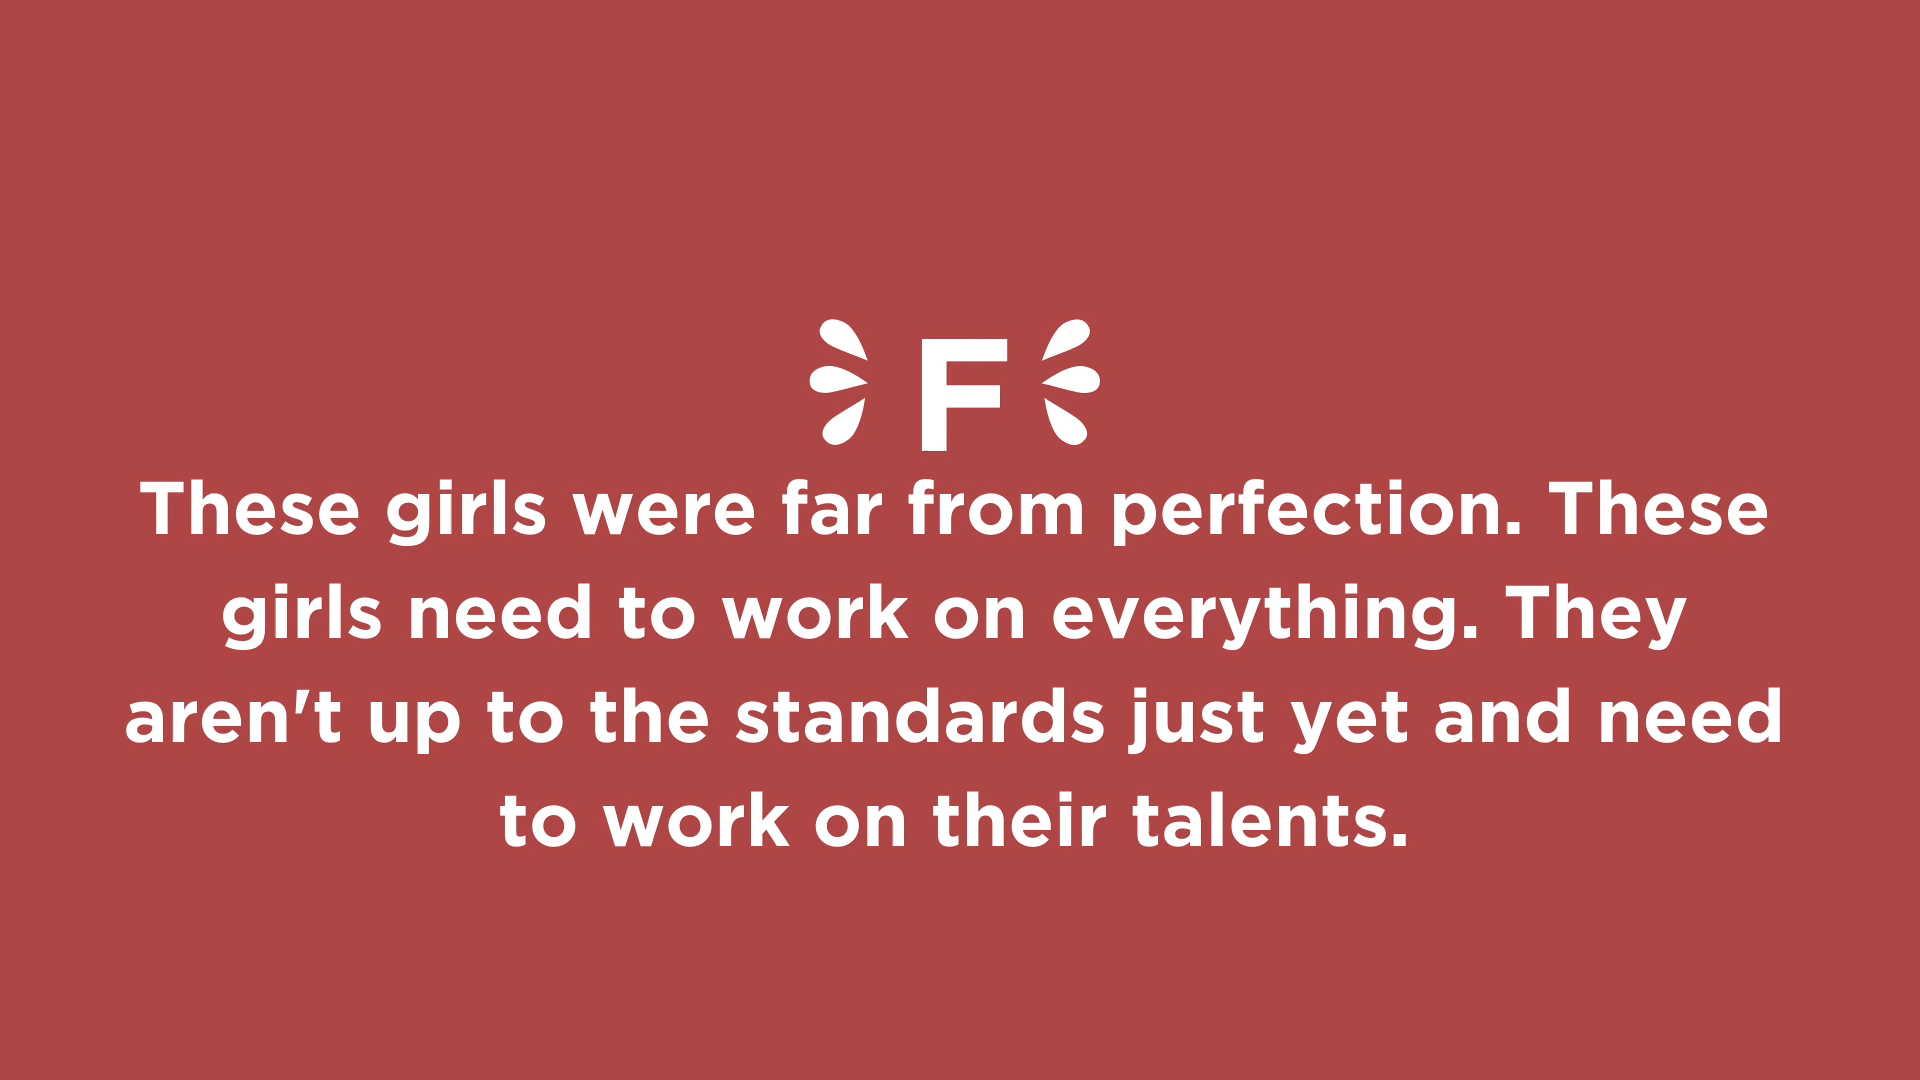 F
These girls were far from perfection. These
girls need to work on everything. They
aren't up to the standards just yet and need
to work on their talents.